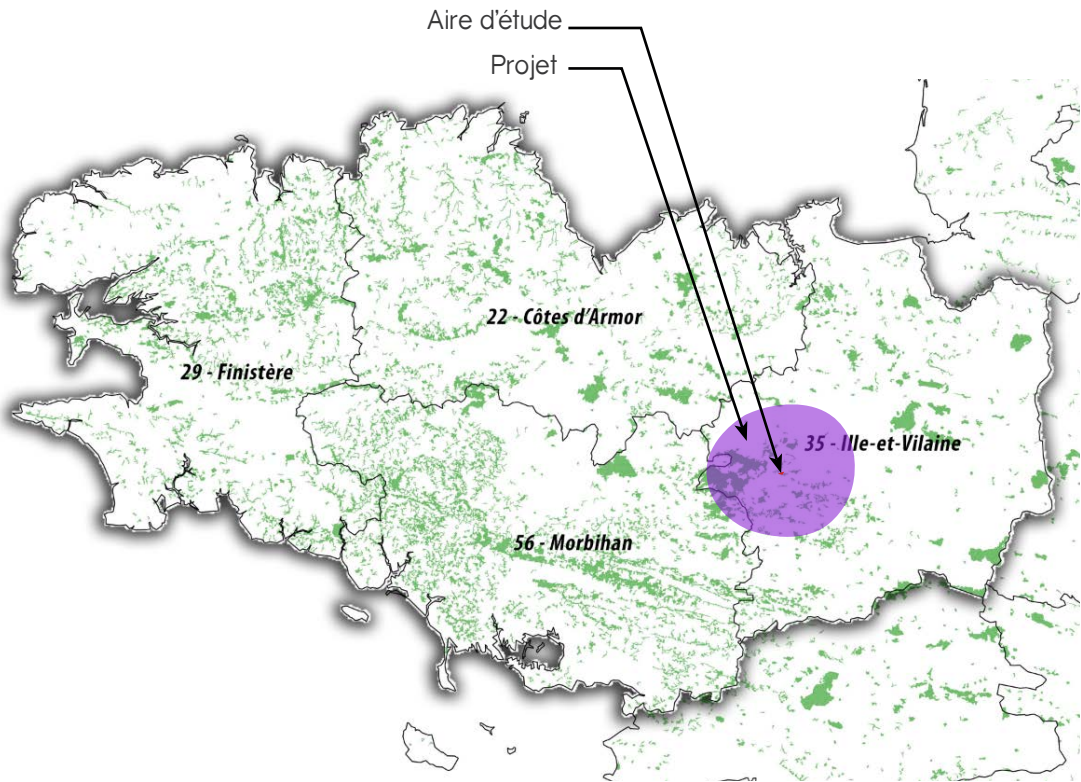 Aire d'étude
Projet
22 - Côtes d'Armor
29 - Finistère
35 - Ille-et-Vilaine
56 - Morbihan